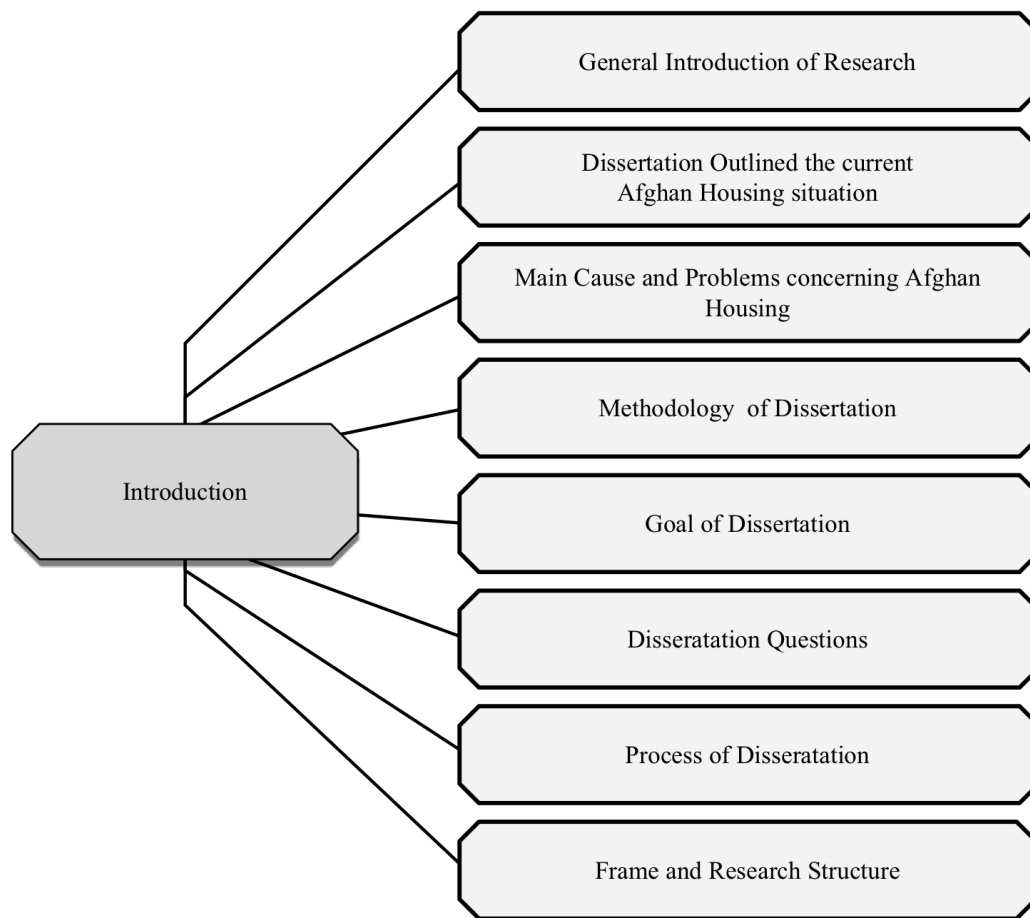 General Introduction of Research
Dissertation Outlined the current
Afghan Housing situation
Main Cause and Problems concerning Afghan
Housing
Methodology  of Dissertation
Introduction
Goal of Dissertation
Disseratation Questions
Process of Disseratation
Frame and Research Structure